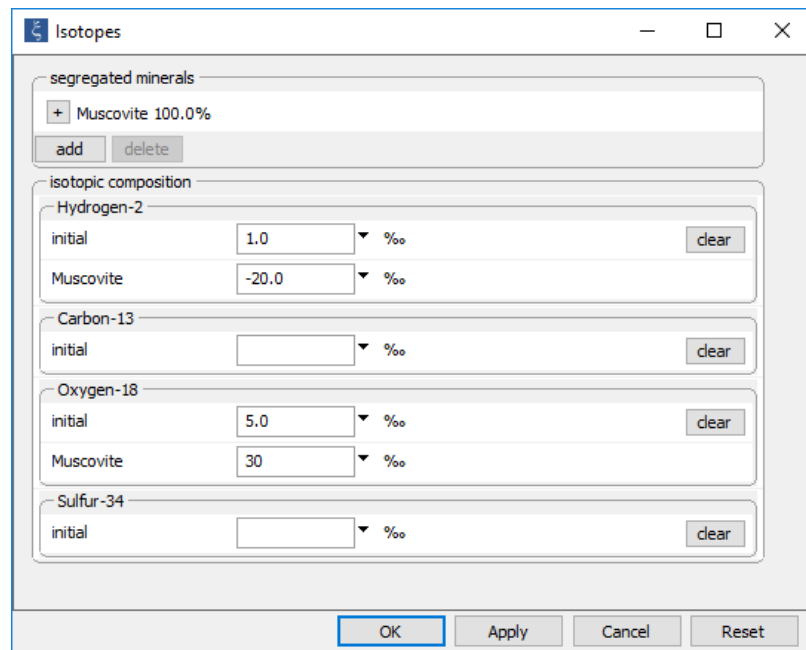 ξ Isotopes
segregated minerals
+ Muscovite 100.0%
add delete
isotopic composition
Hydrogen-2
initial 1.0 ‰ clear
Muscovite -20.0 ‰
Carbon-13
initial ‰ clear
Oxygen-18
initial 5.0 ‰ clear
Muscovite 30 ‰
Sulfur-34
initial ‰ clear
OK Apply Cancel Reset